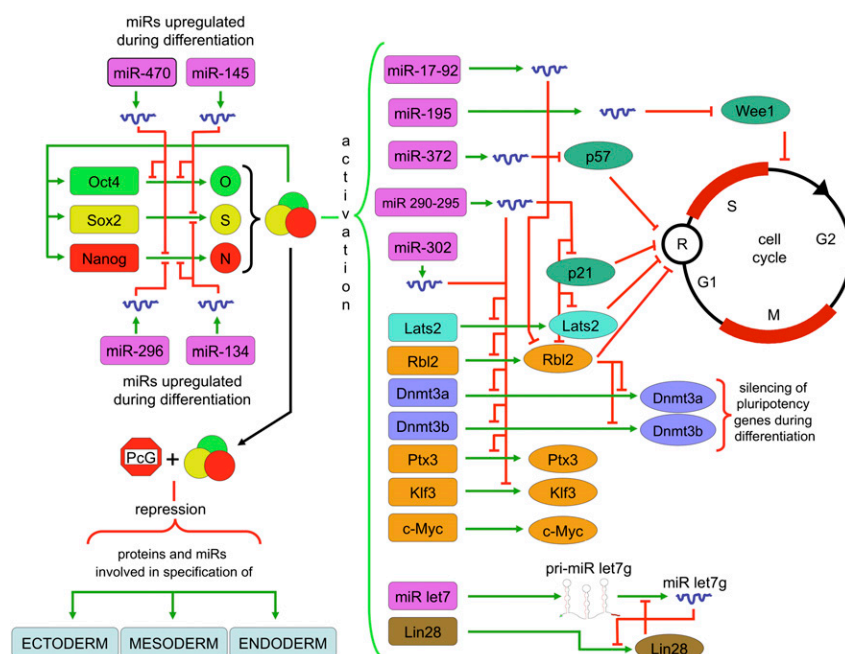 miRs upregulated
during differentiation
miR-470
miR-145
Oct4
O
Sox2
S
Nanog
N
miR-296
miR-134
miRs upregulated
during differentiation
PcG
+
repression
proteins and miRs
involved in specification of
ECTODERM
MESODERM
ENDODERM
activation
miR-17-92
miR-195
Wee1
miR-372
p57
miR 290-295
miR-302
p21
Lats2
Lats2
Rbl2
Rbl2
Dnmt3a
Dnmt3a
Dnmt3b
Dnmt3b
Ptx3
Ptx3
Klf3
Klf3
c-Myc
c-Myc
R
S
G2
cell
cycle
G1
M
silencing of
pluripotency
genes during
differentiation
pri-miR let7g
miR let7g
miR let7
Lin28
Lin28